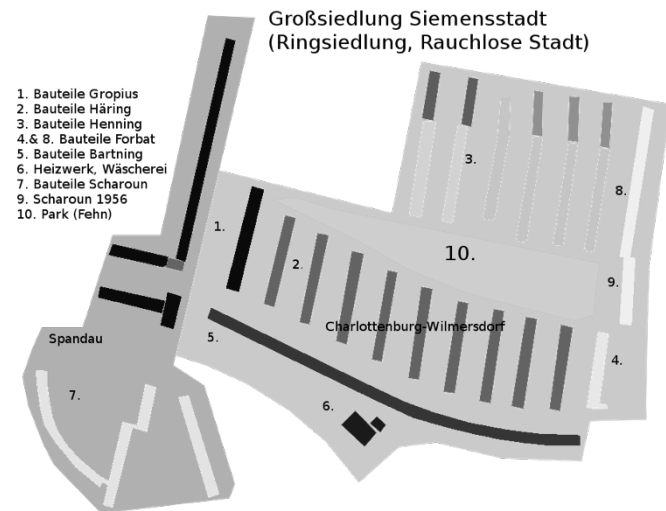 Großsiedlung Siemensstadt
(Ringsiedlung, Rauchlose Stadt)
1. Bauteile Gropius
2. Bauteile Häring
3. Bauteile Henning
4.& 8. Bauteile Forbat
5. Bauteile Bartning
6. Heizwerk, Wäscherei
7. Bauteile Scharoun
9. Scharoun 1956
10. Park (Fehn)
3.
8.
1.
10.
2.
9.
Charlottenburg-Wilmersdorf
5.
Spandau
4.
7.
6.